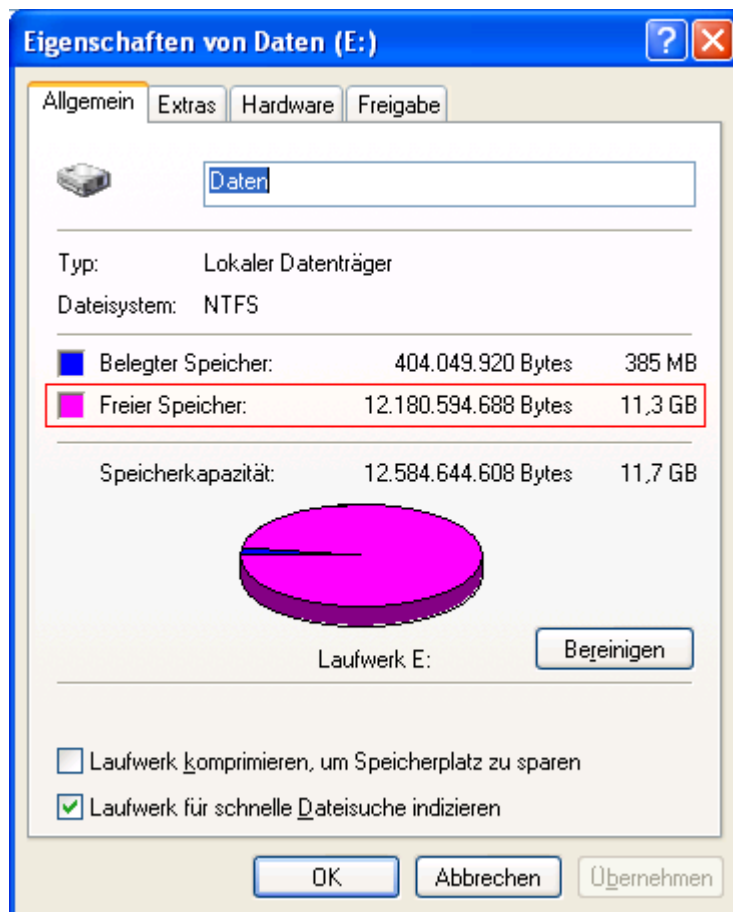 Eigenschaften von Daten (E:)
Allgemein Extras Hardware Freigabe
Daten
Typ: Lokaler Datenträger
Dateisystem: NTFS
Belegter Speicher: 404.049.920 Bytes 385 MB
Freier Speicher: 12.180.594.688 Bytes 11,3 GB
Speicherkapazität: 12.584.644.608 Bytes 11,7 GB
Laufwerk E:
Bereinigen
Laufwerk komprimieren, um Speicherplatz zu sparen
Laufwerk für schnelle Dateisuche indizieren
OK Abbrechen Übernehmen